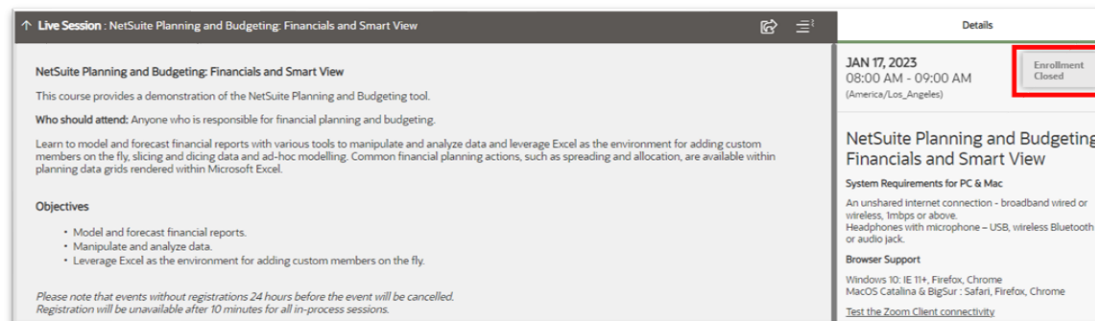 Live Session : NetSuite Planning and Budgeting: Financials and Smart View
NetSuite Planning and Budgeting: Financials and Smart View
This course provides a demonstration of the NetSuite Planning and Budgeting tool.
Who should attend: Anyone who is responsible for financial planning and budgeting.
Learn to model and forecast financial reports with various tools to manipulate and analyze data and leverage Excel as the environment for adding custom
members on the fly, slicing and dicing data and ad-hoc modelling. Common financial planning actions, such as spreading and allocation, are available within
planning data grids rendered within Microsoft Excel.
Objectives
• Model and forecast financial reports.
• Manipulate and analyze data.
• Leverage Excel as the environment for adding custom members on the fly.
Please note that events without registrations 24 hours before the event will be cancelled.
Registration will be unavailable after 10 minutes for all in-process sessions.
Details
JAN 17, 2023
08:00 AM - 09:00 AM
(America/Los_Angeles)
Enrollment
Closed
NetSuite Planning and Budgeting
Financials and Smart View
System Requirements for PC & Mac
An unshared internet connection - broadband wired or
wireless, 1mbps or above.
Headphones with microphone – USB, wireless Bluetooth
or audio jack.
Browser Support
Windows 10: IE 11+, Firefox, Chrome
MacOS Catalina & BigSur : Safari, Firefox, Chrome
Test the Zoom Client connectivity